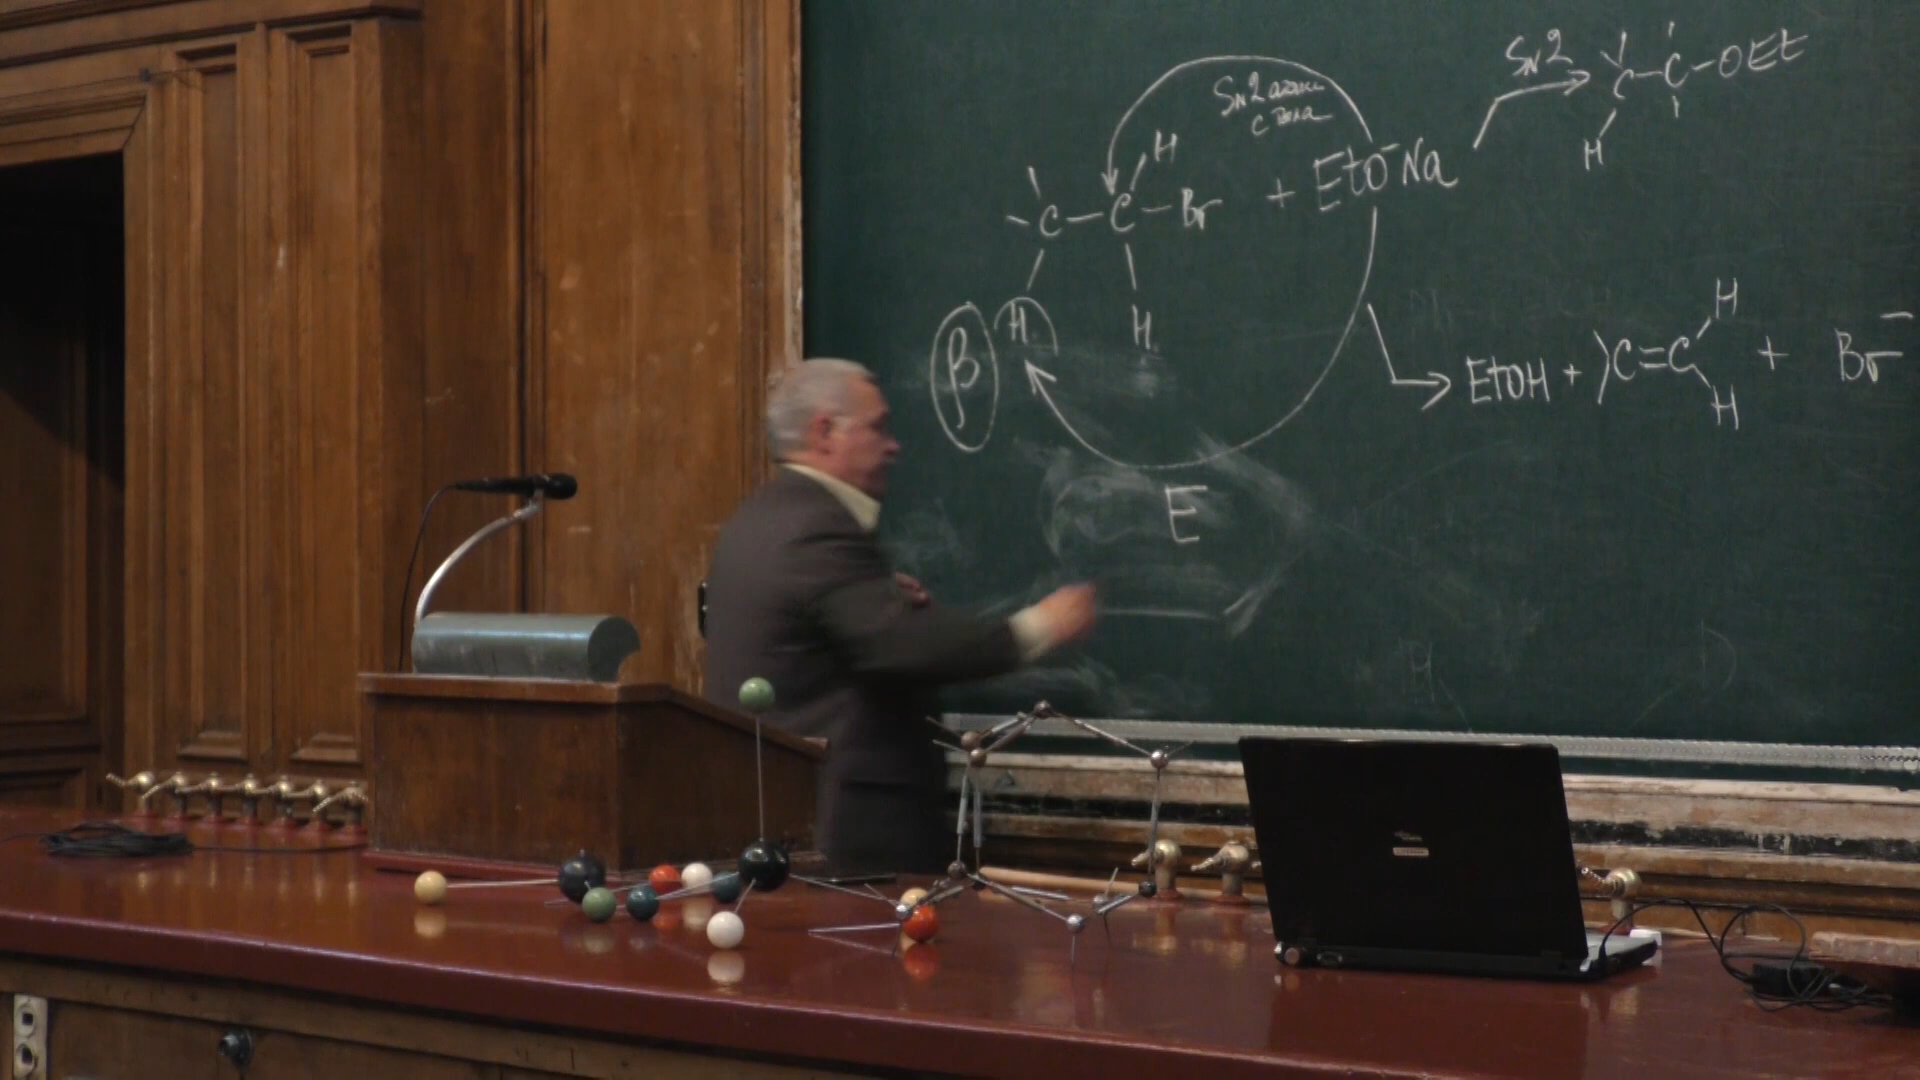 SN2 атака
с тыла
H
C – C – Br + EtO⁻Na
H H
β
E
SN2
C – C – OEt
H
EtOH + C=C + Br⁻
H
H